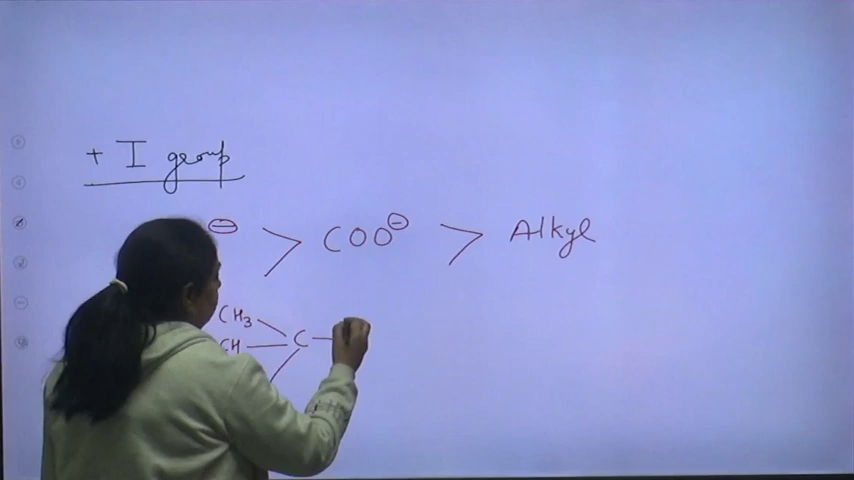 + I group
⊖ > COO⊖ > Alkyl
CH3
CH — C —